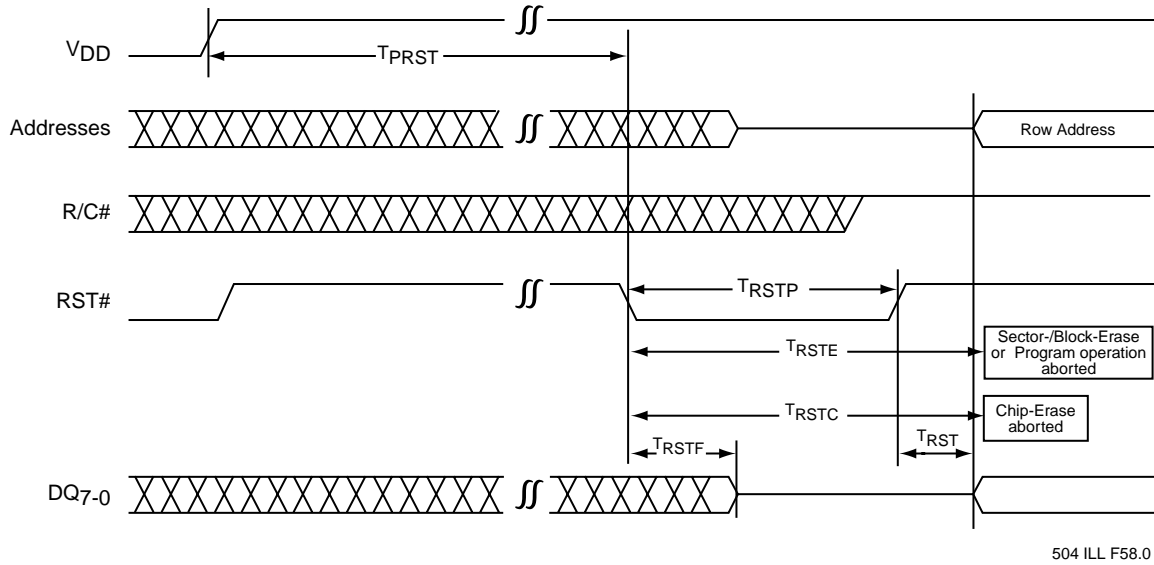 VDD
TPRST
Addresses
Row Address
R/C#
RST#
TRSTP
TRSTE
Sector-/Block-Erase
or Program operation
aborted
TRSTC
Chip-Erase
aborted
TRSTF
TRST
DQ7-0
504 ILL F58.0